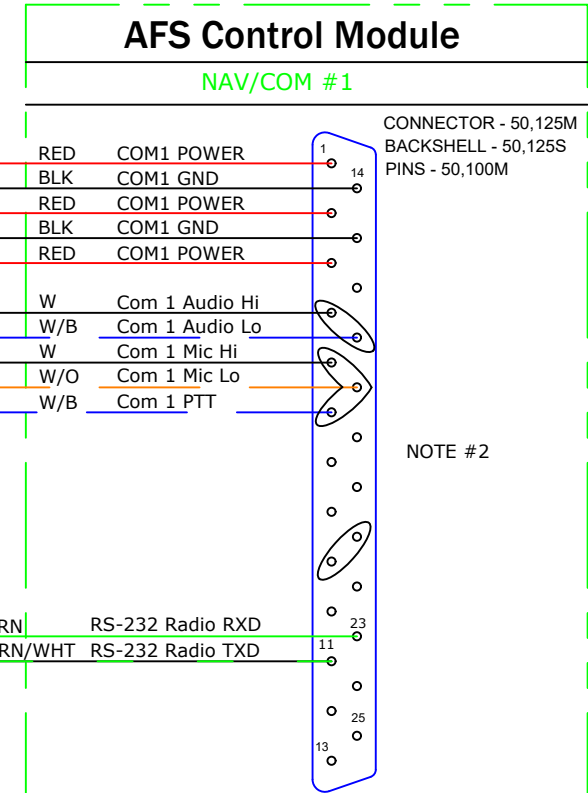 AFS Control Module
NAV/COM #1
CONNECTOR - 50,125M
BACKSHELL - 50,125S
PINS - 50,100M
1
RED COM1 POWER
14
BLK COM1 GND
RED COM1 POWER
BLK COM1 GND
RED COM1 POWER
W Com 1 Audio Hi
W/B Com 1 Audio Lo
W Com 1 Mic Hi
W/O Com 1 Mic Lo
W/B Com 1 PTT
NOTE #2
RN RS-232 Radio RXD
23
RN/WHT RS-232 Radio TXD
11
25
13